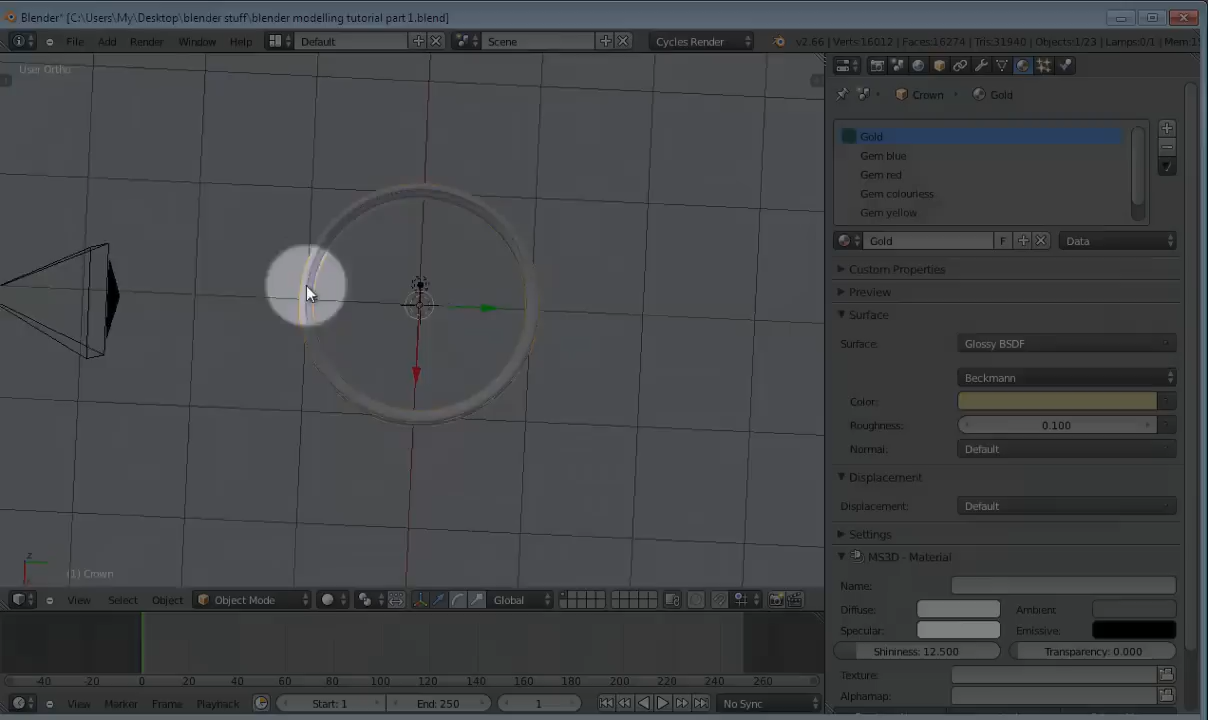 Blender* [C:\Users\My\Desktop\blender stuff\blender modelling tutorial part 1.blend]
File Add Render Window Help Default Scene Cycles Render v2.66 | Verts:16012 | Faces:16274 | Tris:31940 | Objects:1/23 | Lamps:0/1 | Mem:1
User Ortho
Crown Gold
Gold
Gem blue
Gem red
Gem colourless
Gem yellow
Gold F Data
Custom Properties
Preview
Surface
Surface: Glossy BSDF
Beckmann
Color:
Roughness: 0.100
Normal: Default
Displacement
Displacement: Default
Settings
MS3D - Material
Name:
Diffuse: Ambient
Specular: Emissive:
Shininess: 12.500 Transparency: 0.000
Texture:
Alphamap:
z
(1) Crown
View Select Object Object Mode Global
-40 -20 0 20 40 60 80 100 120 140 160 180 200 220 240 260
View Marker Frame Playback Start: 1 End: 250 1 No Sync